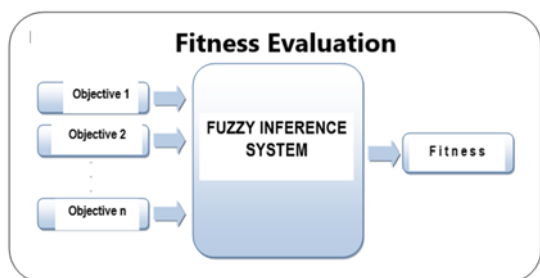 Fitness Evaluation
Objective 1
Objective 2
Objective n
FUZZY INFERENCE
SYSTEM
Fitness